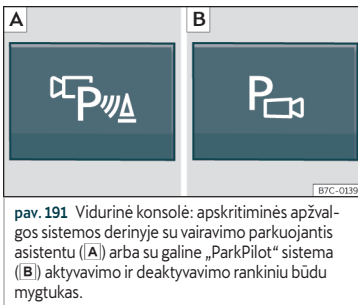 A
B
P
P
B7C-0139
pav. 191 Vidurinė konsolė: apskritiminės apžval-
gos sistemos derinyje su vairavimo parkuojantis
asistentu (A) arba su galine „ParkPilot“ sistema
(B) aktyvavimo ir deaktyvavimo rankiniu būdu
mygtukas.